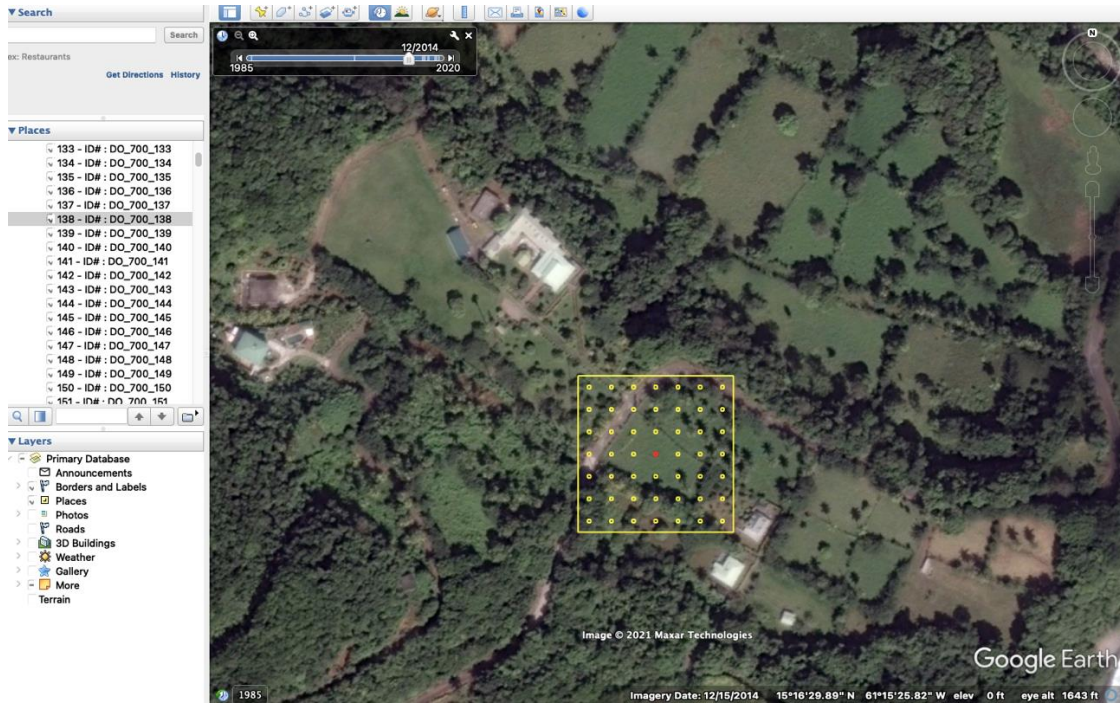 Search
Search
ex: Restaurants
Get Directions History
Places
133 - ID# : DO_700_133
134 - ID# : DO_700_134
135 - ID# : DO_700_135
136 - ID# : DO_700_136
137 - ID# : DO_700_137
138 - ID# : DO_700_138
139 - ID# : DO_700_139
140 - ID# : DO_700_140
141 - ID# : DO_700_141
142 - ID# : DO_700_142
143 - ID# : DO_700_143
144 - ID# : DO_700_144
145 - ID# : DO_700_145
146 - ID# : DO_700_146
147 - ID# : DO_700_147
148 - ID# : DO_700_148
149 - ID# : DO_700_149
150 - ID# : DO_700_150
151 - ID# : DO_700_151
Layers
Primary Database
Announcements
Borders and Labels
Places
Photos
Roads
3D Buildings
Weather
Gallery
More
Terrain
12/2014
1985
2020
N
Image © 2021 Maxar Technologies
Google Earth
1985
Imagery Date: 12/15/2014 15°16'29.89" N 61°15'25.82" W elev 0 ft eye alt 1643 ft